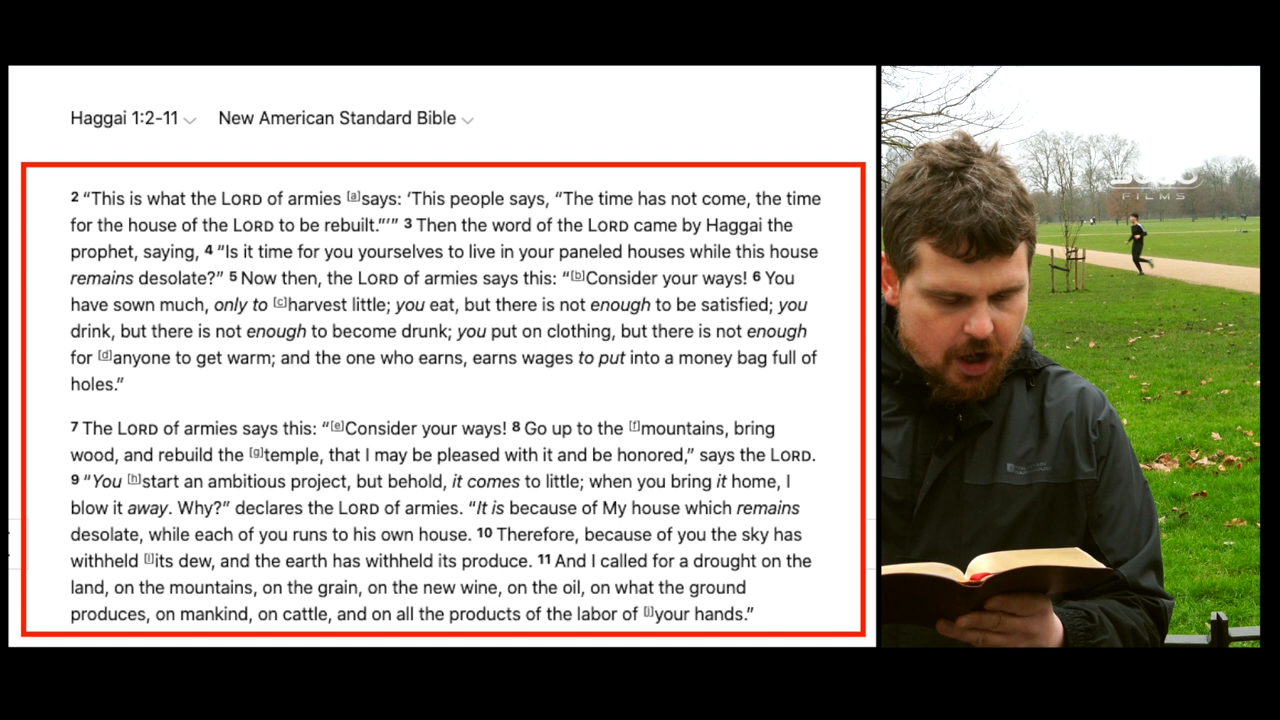 Haggai 1:2-11 New American Standard Bible
2 “This is what the LORD of armies [a]says: ‘This people says, “The time has not come, the time
for the house of the LORD to be rebuilt.”’” 3 Then the word of the LORD came by Haggai the
prophet, saying, 4 “Is it time for you yourselves to live in your paneled houses while this house
remains desolate?” 5 Now then, the LORD of armies says this: “[b]Consider your ways! 6 You
have sown much, only to [c]harvest little; you eat, but there is not enough to be satisfied; you
drink, but there is not enough to become drunk; you put on clothing, but there is not enough
for [d]anyone to get warm; and the one who earns, earns wages to put into a money bag full of
holes.”
7 The LORD of armies says this: “[e]Consider your ways! 8 Go up to the [f]mountains, bring
wood, and rebuild the [g]temple, that I may be pleased with it and be honored,” says the LORD.
9 “You [h]start an ambitious project, but behold, it comes to little; when you bring it home, I
blow it away. Why?” declares the LORD of armies. “It is because of My house which remains
desolate, while each of you runs to his own house. 10 Therefore, because of you the sky has
withheld [i]its dew, and the earth has withheld its produce. 11 And I called for a drought on the
land, on the mountains, on the grain, on the new wine, on the oil, on what the ground
produces, on mankind, on cattle, and on all the products of the labor of [j]your hands.”
FILMS